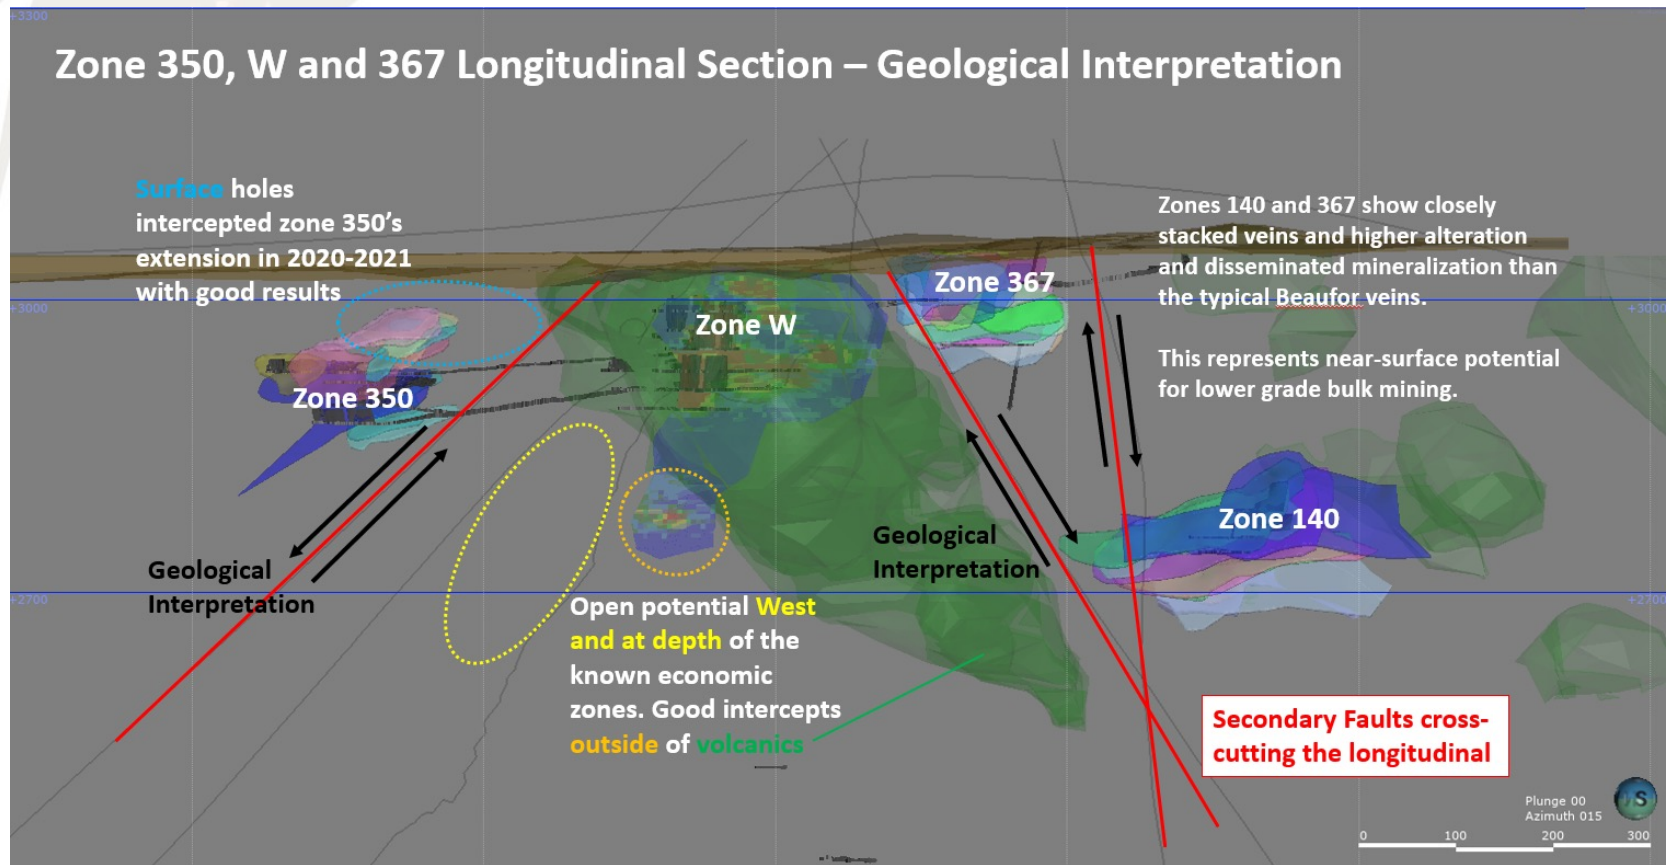 +3300
Zone 350, W and 367 Longitudinal Section – Geological Interpretation
Surface holes
intercepted zone 350's
extension in 2020-2021
with good results
Zones 140 and 367 show closely
stacked veins and higher alteration
and disseminated mineralization than
the typical Beaufor veins.
This represents near-surface potential
for lower grade bulk mining.
+3000
+3000
Zone 367
Zone W
Zone 350
Zone 140
Geological
Interpretation
Geological
Interpretation
+2700
+2700
Open potential West
and at depth of the
known economic
zones. Good intercepts
outside of volcanics
Secondary Faults cross-
cutting the longitudinal
Plunge 00
Azimuth 015
S
0 100 200 300